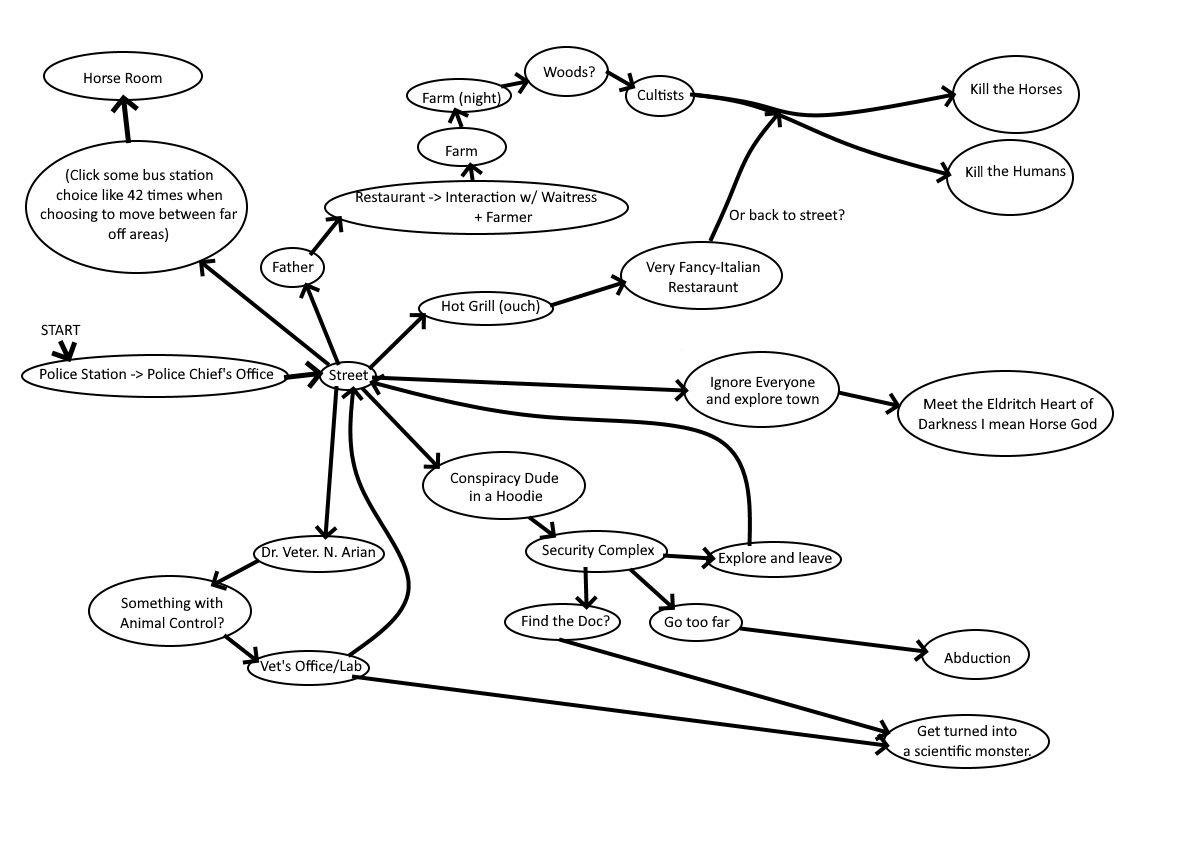 Horse Room
(Click some bus station
choice like 42 times when
choosing to move between far
off areas)
START
Police Station -> Police Chief's Office
Street
Father
Restaurant -> Interaction w/ Waitress
+ Farmer
Farm
Farm (night)
Woods?
Cultists
Kill the Horses
Kill the Humans
Or back to street?
Hot Grill (ouch)
Very Fancy-Italian
Restaraunt
Ignore Everyone
and explore town
Meet the Eldritch Heart of
Darkness I mean Horse God
Conspiracy Dude
in a Hoodie
Security Complex
Explore and leave
Find the Doc?
Go too far
Abduction
Dr. Veter. N. Arian
Something with
Animal Control?
Vet's Office/Lab
Get turned into
a scientific monster.